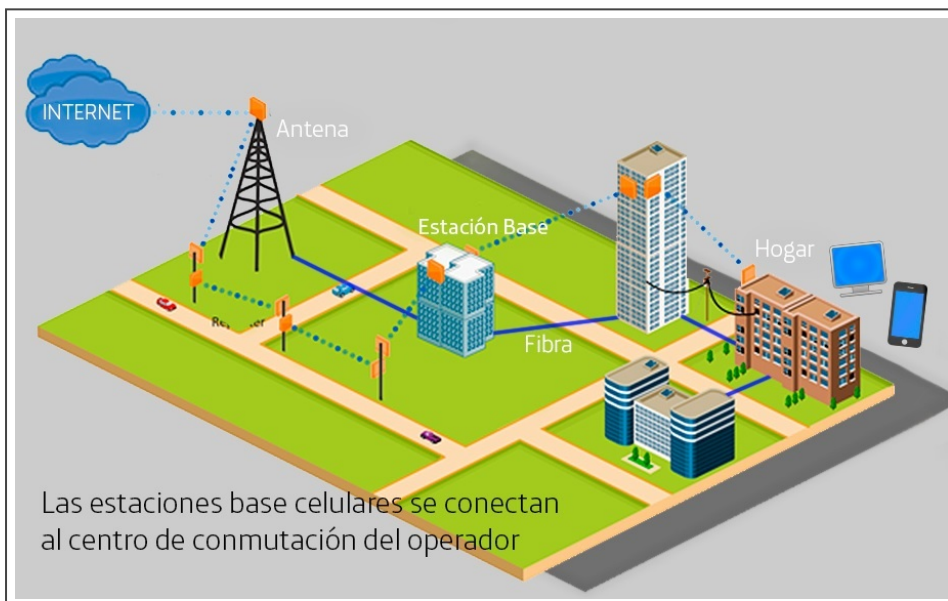 INTERNET
Antena
Estación Base
Hogar
Fibra
Las estaciones base celulares se conectan
al centro de conmutación del operador